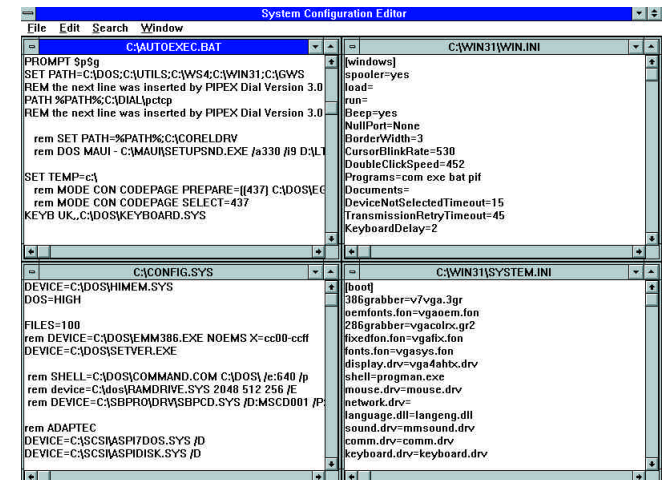 System Configuration Editor
File Edit Search Window
C:\AUTOEXEC.BAT
PROMPT $p$g
SET PATH=C:\DOS;C:\UTILS;C:\WS4;C:\WIN31;C:\GWS
REM the next line was inserted by PIPEX Dial Version 3.0
PATH %PATH%;C:\DIAL\pctcp
REM the next line was inserted by PIPEX Dial Version 3.0
rem SET PATH=%PATH%;C:\CORELDRV
rem DOS MAUI - C:\MAUI\SETUPSND.EXE /a330 /i9 D:\LT
SET TEMP=c:\
rem MODE CON CODEPAGE PREPARE=((437) C:\DOS\EG
rem MODE CON CODEPAGE SELECT=437
KEYB UK,,C:\DOS\KEYBOARD.SYS
C:\WIN31\WIN.INI
[windows]
spooler=yes
load=
run=
Beep=yes
NullPort=None
BorderWidth=3
CursorBlinkRate=530
DoubleClickSpeed=452
Programs=com exe bat pif
Documents=
DeviceNotSelectedTimeout=15
TransmissionRetryTimeout=45
KeyboardDelay=2
C:\CONFIG.SYS
DEVICE=C:\DOS\HIMEM.SYS
DOS=HIGH
FILES=100
rem DEVICE=C:\DOS\EMM386.EXE NOEMS X=cc00-ccff
DEVICE=C:\DOS\SETVER.EXE
rem SHELL=C:\DOS\COMMAND.COM C:\DOS\ /e:640 /p
rem device=C:\dos\RAMDRIVE.SYS 2048 512 256 /E
rem DEVICE=C:\SBPRO\DRV\SBPCD.SYS /D:MSCD001 /P:
rem ADAPTEC
DEVICE=C:\SCSI\ASPI7DOS.SYS /D
DEVICE=C:\SCSI\ASPIDISK.SYS /D
C:\WIN31\SYSTEM.INI
[boot]
386grabber=v7vga.3gr
oemfonts.fon=vgaoem.fon
286grabber=vgacolrx.gr2
fixedfon.fon=vgafix.fon
fonts.fon=vgasys.fon
display.drv=vga4ahtx.drv
shell=progman.exe
mouse.drv=mouse.drv
network.drv=
language.dll=langeng.dll
sound.drv=mmsound.drv
comm.drv=comm.drv
keyboard.drv=keyboard.drv